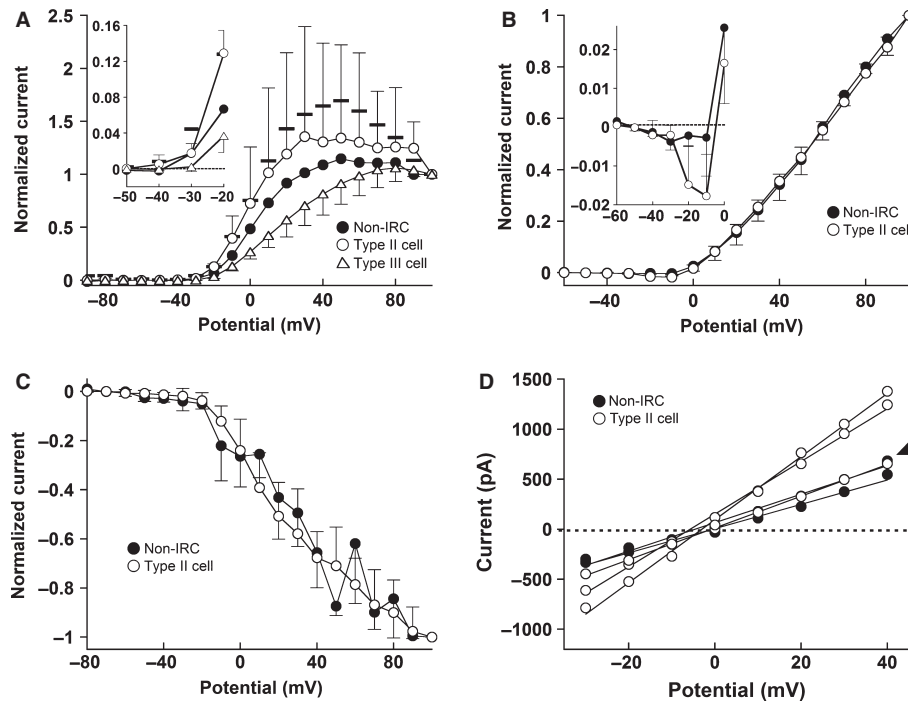 A
Normalized current
2.5
2
1.5
1
0.5
0
−80 −40 0 40 80
Potential (mV)
0.16
0.12
0.08
0.04
0
−50 −40 −30 −20
Non-IRC
Type II cell
Type III cell
B
Normalized current
1
0.8
0.6
0.4
0.2
0
−40 0 40 80
Potential (mV)
0.02
0.01
0
−0.01
−0.02
−60 −40 −20 0
Non-IRC
Type II cell
C
Normalized current
0
−0.2
−0.4
−0.6
−0.8
−1
−80 −40 0 40 80
Potential (mV)
Non-IRC
Type II cell
D
Current (pA)
1500
1000
500
0
−500
−1000
−20 0 20 40
Potential (mV)
Non-IRC
Type II cell